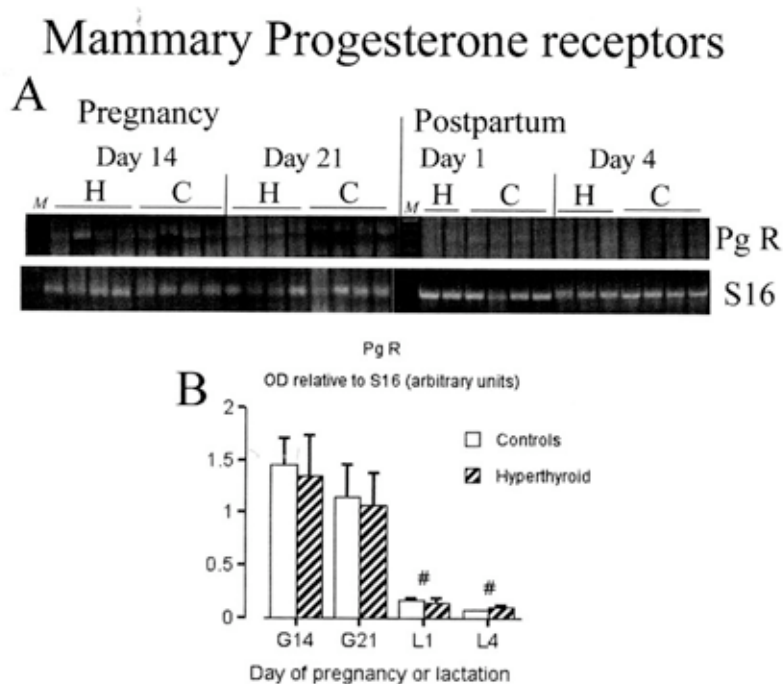 Mammary Progesterone receptors
A
Pregnancy Postpartum
Day 14 Day 21 Day 1 Day 4
M H C H C M H C H C
Pg R
S16
Pg R
OD relative to S16 (arbitrary units)
B
2
1.5
1
0.5
0
Controls
Hyperthyroid
# #
G14 G21 L1 L4
Day of pregnancy or lactation